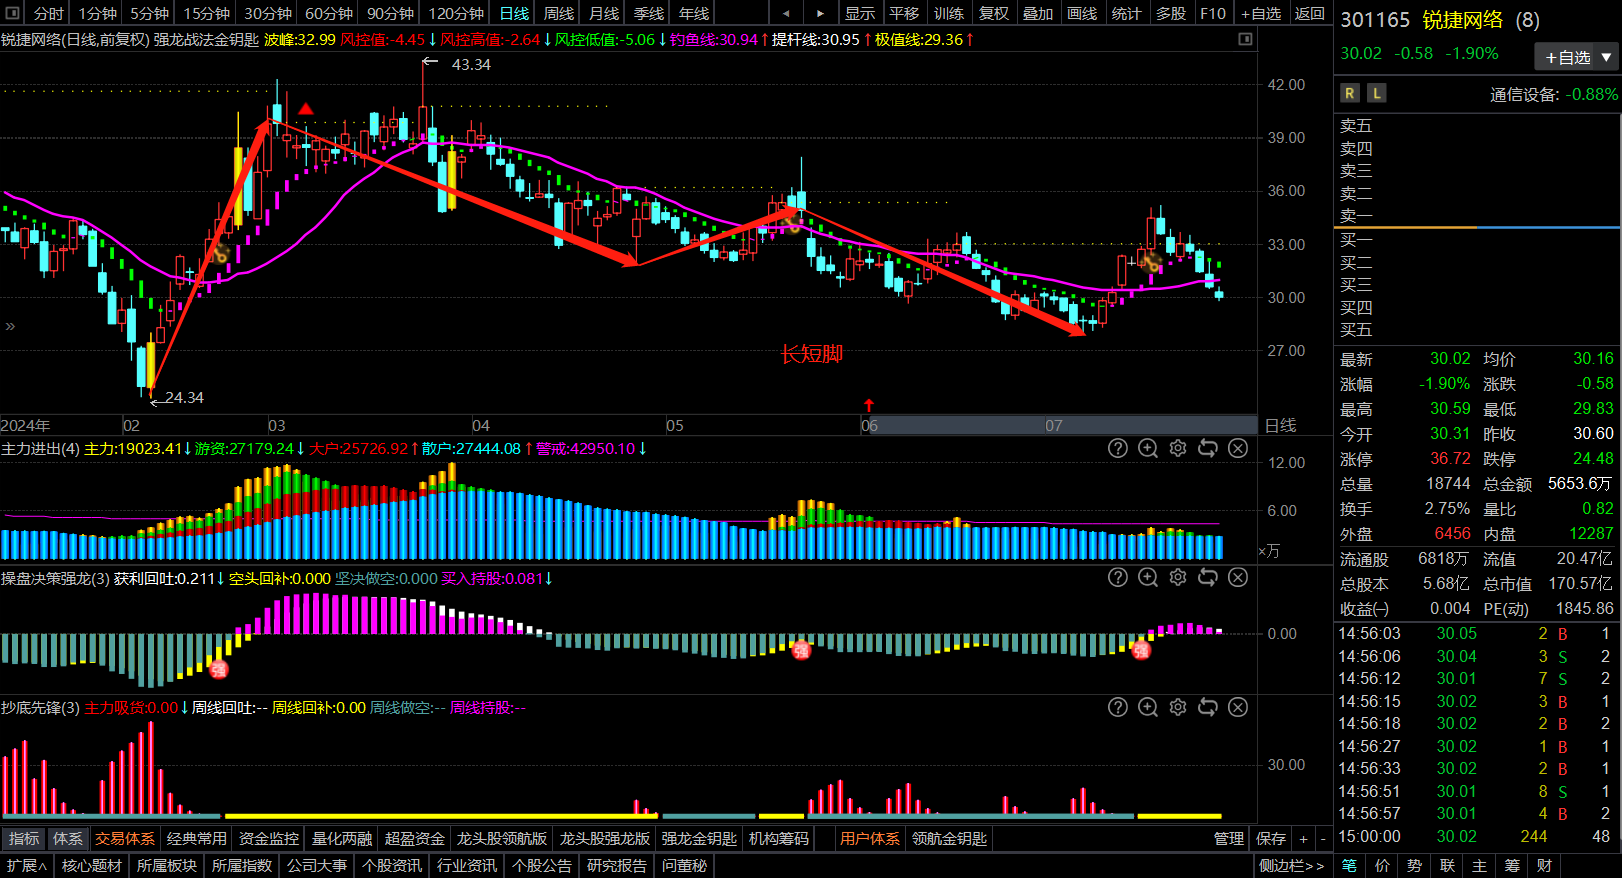 分时 1分钟 5分钟 15分钟 30分钟 60分钟 90分钟 120分钟 日线 周线 月线 季线 年线 显示 平移 训练 复权 叠加 画线 统计 多股 F10 +自选 返回
锐捷网络(日线,前复权) 强龙战法金钥匙 波峰:32.99 风控值:-4.45↓ 风控高值:-2.64↓ 风控低值:-5.06↓ 钓鱼线:30.94↑ 提杆线:30.95↑ 极值线:29.36↑
43.34
42.00
39.00
36.00
33.00
30.00
27.00
长短脚
24.34
»
2024年 02 03 04 05 06 07 日线
主力进出(4) 主力:19023.41↓ 游资:27179.24↓ 大户:25726.92↑ 散户:27444.08↑ 警戒:42950.10↓
12.00
6.00
×万
操盘决策强龙(3) 获利回吐:0.211↓ 空头回补:0.000 坚决做空:0.000 买入持股:0.081↓
0.00
强 强 强
抄底先锋(3) 主力吸货:0.00↓ 周线回吐:-- 周线回补:0.00 周线做空:-- 周线持股:--
30.00
指标 体系 交易体系 经典常用 资金监控 量化两融 超盈资金 龙头股领航版 龙头股强龙版 强龙金钥匙 机构筹码 用户体系 领航金钥匙 管理 保存 + -
扩展∧ 核心题材 所属板块 所属指数 公司大事 个股资讯 行业资讯 个股公告 研究报告 问董秘 侧边栏>>
301165 锐捷网络 (8)
30.02 -0.58 -1.90% +自选 ▼
R L 通信设备: -0.88%
卖五
卖四
卖三
卖二
卖一
买一
买二
买三
买四
买五
最新 30.02 均价 30.16
涨幅 -1.90% 涨跌 -0.58
最高 30.59 最低 29.83
今开 30.31 昨收 30.60
涨停 36.72 跌停 24.48
总量 18744 总金额 5653.6万
换手 2.75% 量比 0.82
外盘 6456 内盘 12287
流通股 6818万 流值 20.47亿
总股本 5.68亿 总市值 170.57亿
收益㈠ 0.004 PE(动) 1845.86
14:56:03 30.05 2 B 1
14:56:06 30.04 3 S 2
14:56:12 30.01 7 S 2
14:56:15 30.02 3 B 1
14:56:18 30.02 2 B 2
14:56:27 30.02 1 B 1
14:56:33 30.02 2 B 1
14:56:51 30.01 8 S 1
14:56:57 30.01 4 B 2
15:00:00 30.02 244 48
笔 价 势 联 主 筹 财